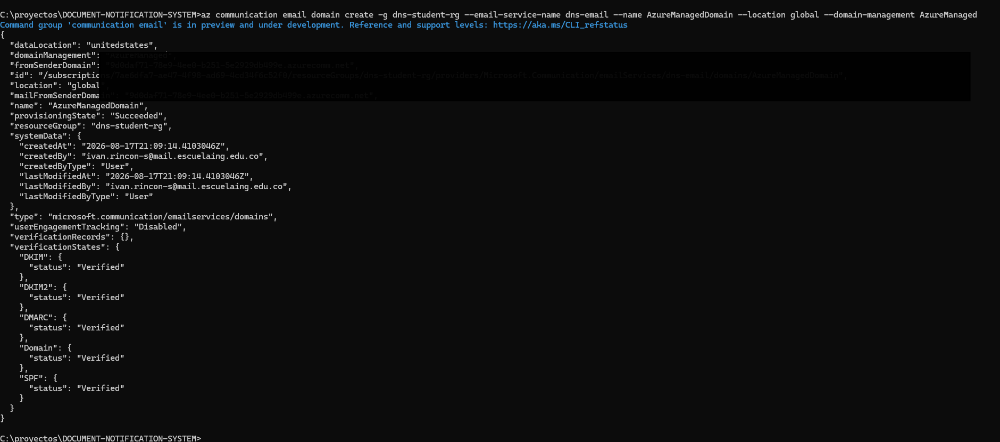 C:\proyectos\DOCUMENT-NOTIFICATION-SYSTEM>az communication email domain create -g dns-student-rg --email-service-name dns-email --name AzureManagedDomain --location global --domain-management AzureManaged
Command group 'communication email' is in preview and under development. Reference and support levels: https://aka.ms/CLI_refstatus
{
  "dataLocation": "unitedstates",
  "domainManagement":
  "fromSenderDomain":
  "id": "/subscriptio
  "location": "global
  "mailFromSenderDoma
  "name": "AzureManagedDomain",
  "provisioningState": "Succeeded",
  "resourceGroup": "dns-student-rg",
  "systemData": {
    "createdAt": "2026-08-17T21:09:14.4103046Z",
    "createdBy": "ivan.rincon-s@mail.escuelaing.edu.co",
    "createdByType": "User",
    "lastModifiedAt": "2026-08-17T21:09:14.4103046Z",
    "lastModifiedBy": "ivan.rincon-s@mail.escuelaing.edu.co",
    "lastModifiedByType": "User"
  },
  "type": "microsoft.communication/emailservices/domains",
  "userEngagementTracking": "Disabled",
  "verificationRecords": {},
  "verificationStates": {
    "DKIM": {
      "status": "Verified"
    },
    "DKIM2": {
      "status": "Verified"
    },
    "DMARC": {
      "status": "Verified"
    },
    "Domain": {
      "status": "Verified"
    },
    "SPF": {
      "status": "Verified"
    }
  }
}
C:\proyectos\DOCUMENT-NOTIFICATION-SYSTEM>